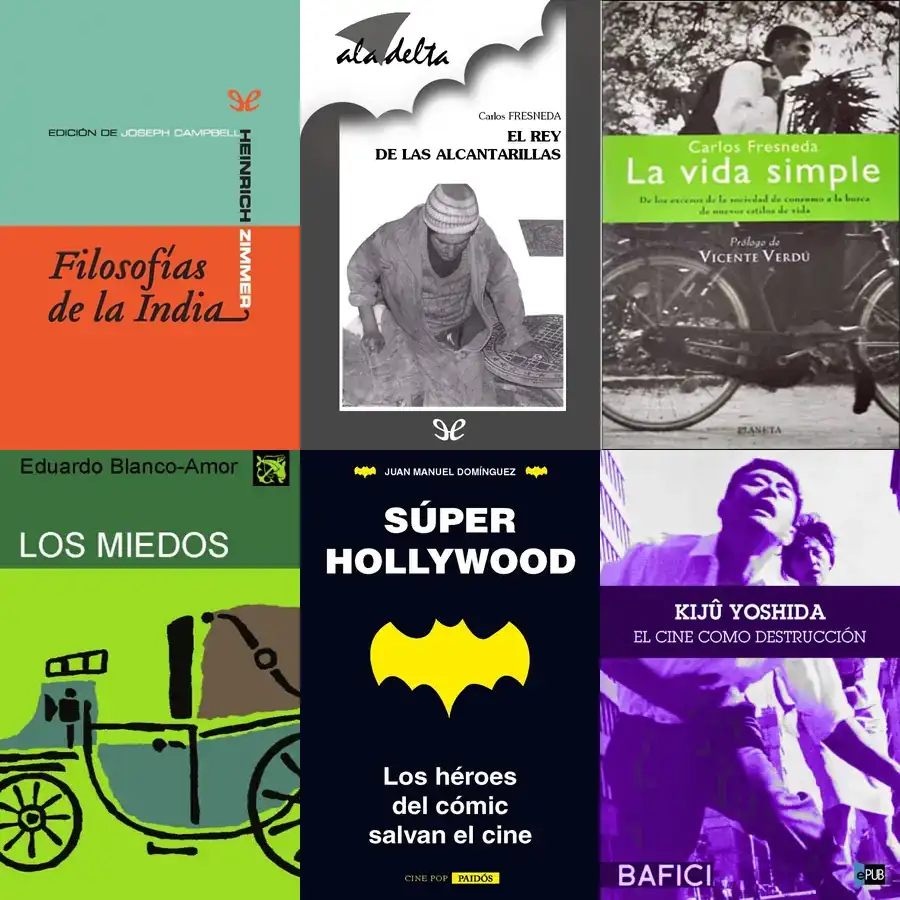 EDICIÓN DE JOSEPH CAMPBELL
HEINRICH ZIMMER
Filosofías
de la India
ala delta
Carlos FRESNEDA
EL REY
DE LAS ALCANTARILLAS
Carlos Fresneda
La vida simple
De los excesos de la sociedad de consumo a la busca
de nuevos estilos de vida
Prólogo de
VICENTE VERDÚ
PLANETA
Eduardo Blanco-Amor
LOS MIEDOS
JUAN MANUEL DOMÍNGUEZ
SÚPER
HOLLYWOOD
Los héroes
del cómic
salvan el cine
CINE POP PAIDÓS
KIJÛ YOSHIDA
EL CINE COMO DESTRUCCIÓN
BAFICI
ePUB